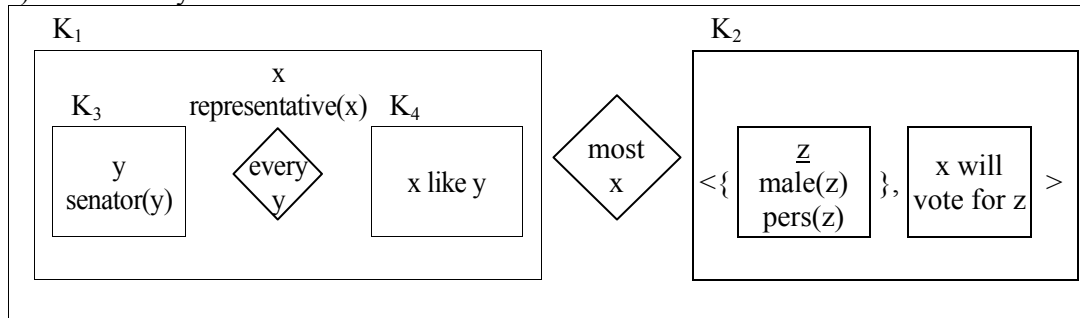 K1
K2
x
K3 representative(x) K4
y
senator(y)
every
y
x like y
most
x
<{
z
male(z)
pers(z)
},
x will
vote for z
>